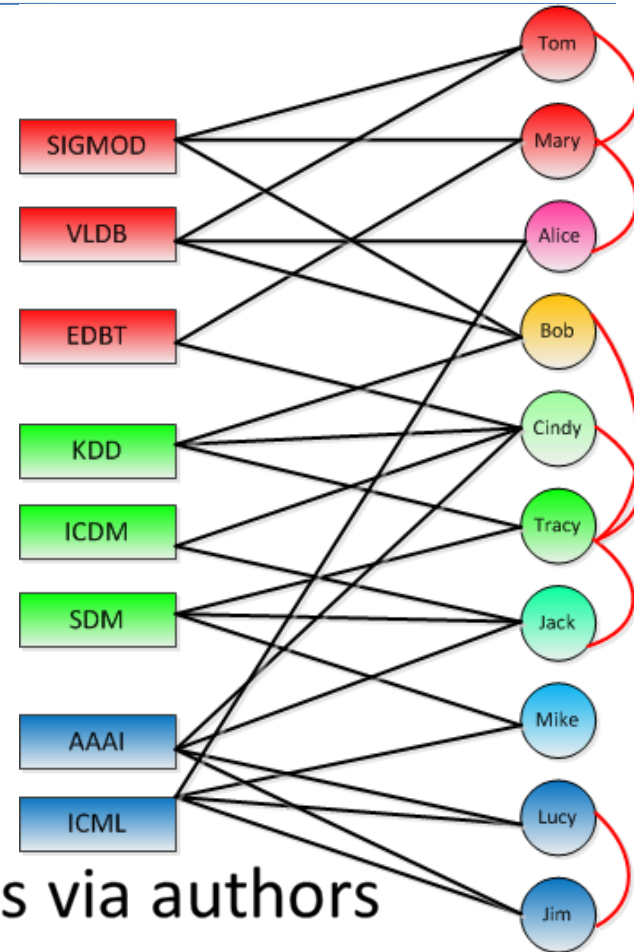 Tom
SIGMOD
Mary
VLDB
Alice
EDBT
Bob
KDD
Cindy
ICDM
Tracy
SDM
Jack
AAAI
Mike
ICML
Lucy
s via authors
Jim